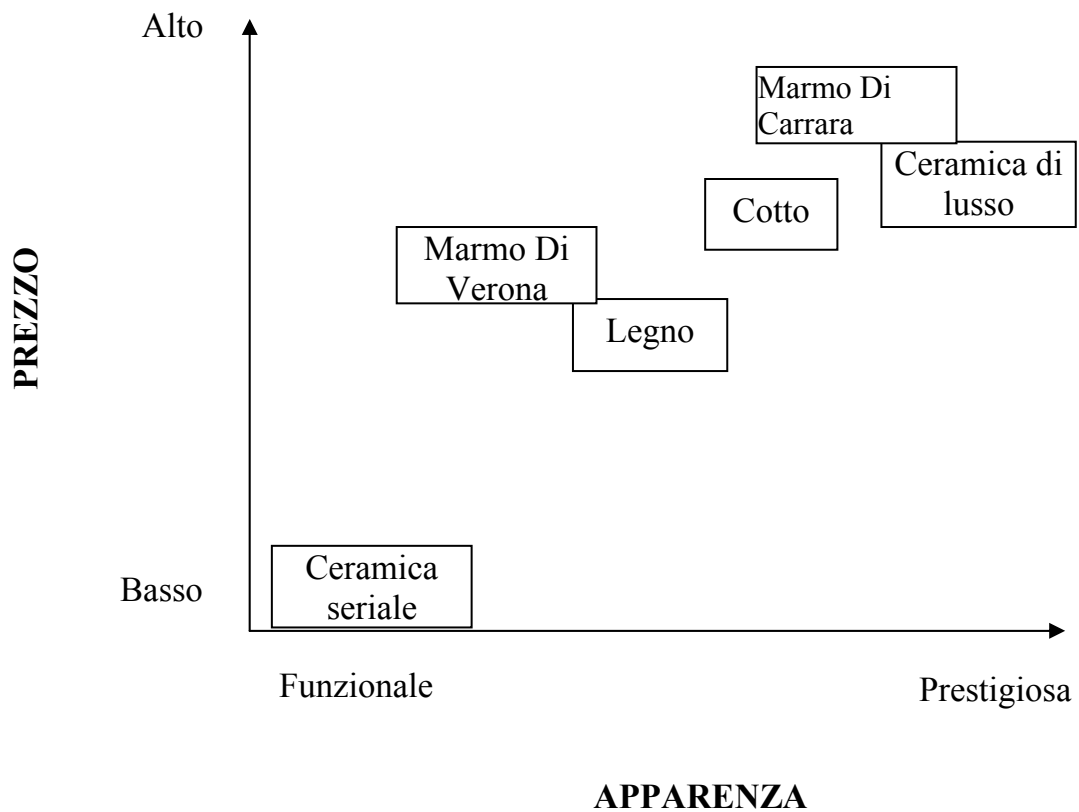 Alto
Marmo Di
Carrara
Ceramica di
lusso
Cotto
Marmo Di
Verona
PREZZO
Legno
Ceramica
seriale
Basso
Funzionale
Prestigiosa
APPARENZA